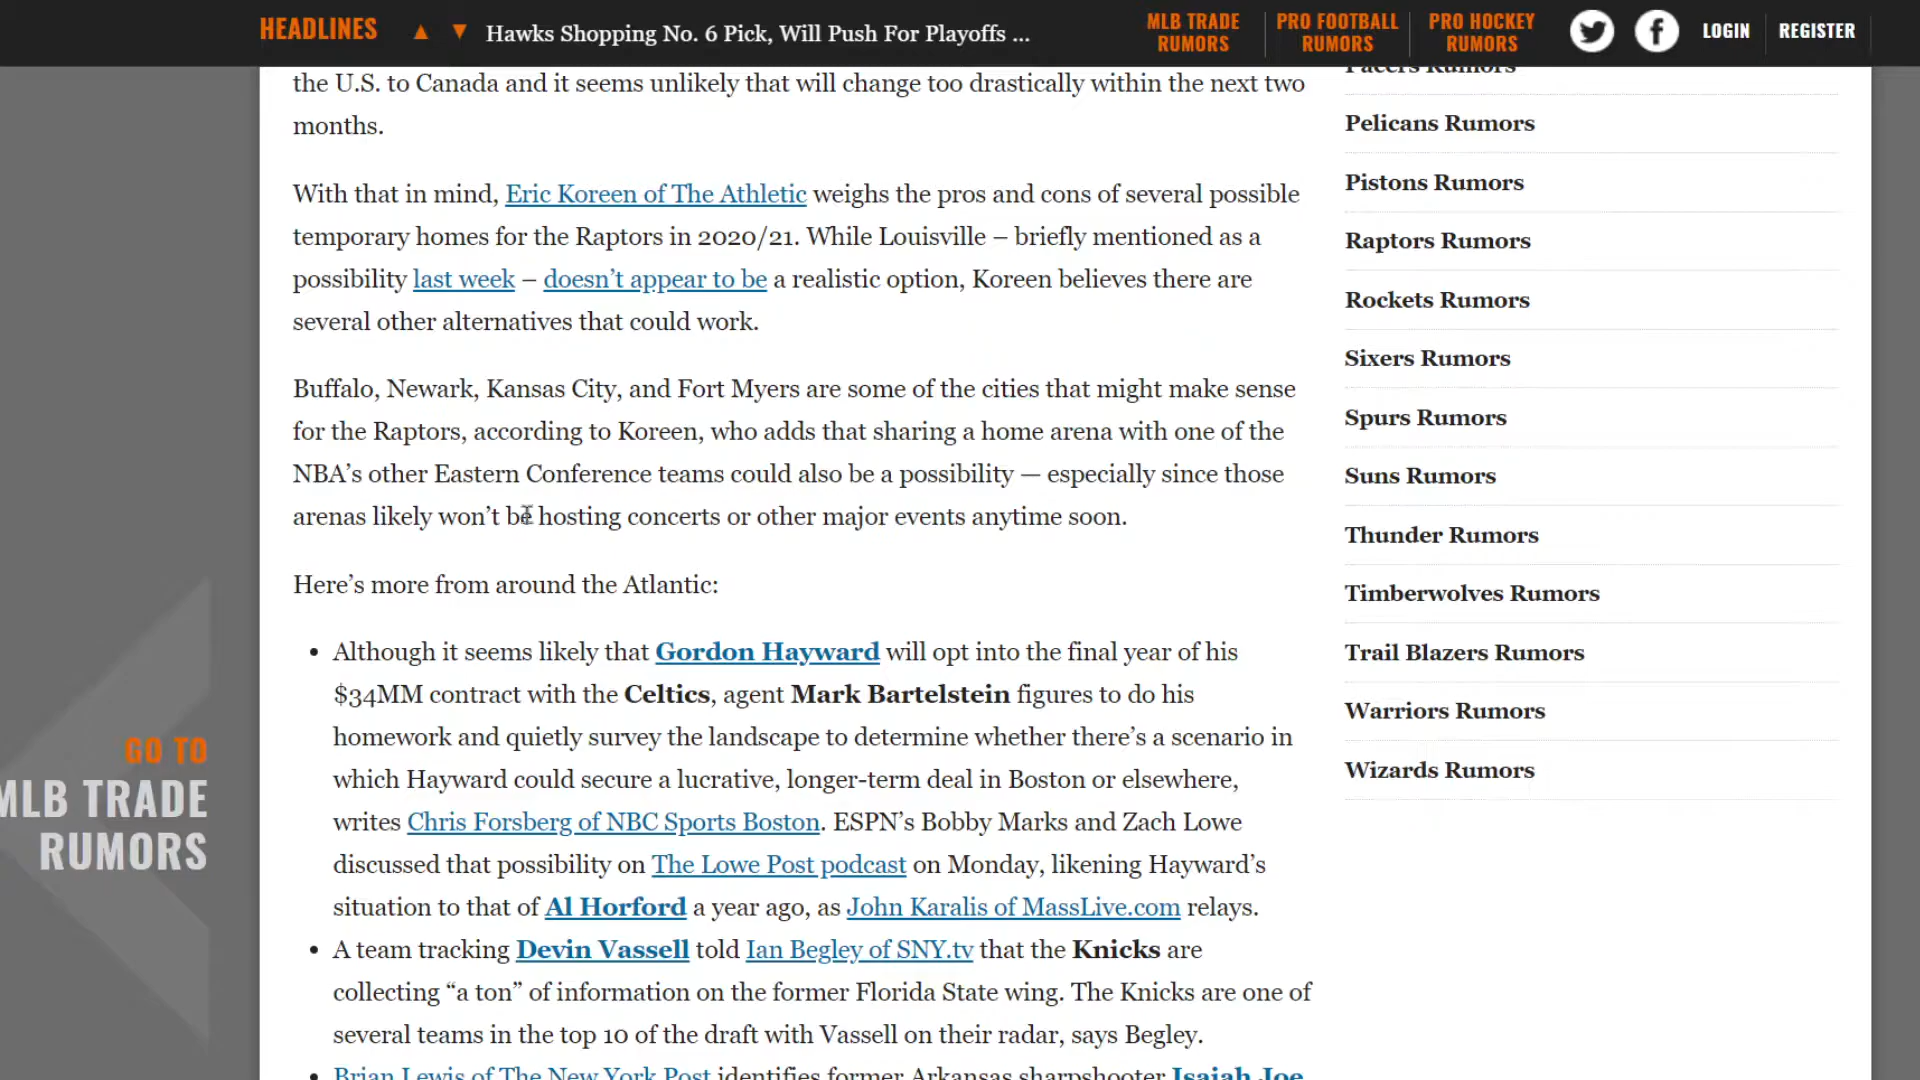 HEADLINES ▲ ▼ Hawks Shopping No. 6 Pick, Will Push For Playoffs ...
MLB TRADE
RUMORS
PRO FOOTBALL
RUMORS
PRO HOCKEY
RUMORS
LOGIN
REGISTER
the U.S. to Canada and it seems unlikely that will change too drastically within the next two
months.
With that in mind, Eric Koreen of The Athletic weighs the pros and cons of several possible
temporary homes for the Raptors in 2020/21. While Louisville – briefly mentioned as a
possibility last week – doesn’t appear to be a realistic option, Koreen believes there are
several other alternatives that could work.
Buffalo, Newark, Kansas City, and Fort Myers are some of the cities that might make sense
for the Raptors, according to Koreen, who adds that sharing a home arena with one of the
NBA’s other Eastern Conference teams could also be a possibility — especially since those
arenas likely won’t be hosting concerts or other major events anytime soon.
Here’s more from around the Atlantic:
• Although it seems likely that Gordon Hayward will opt into the final year of his
$34MM contract with the Celtics, agent Mark Bartelstein figures to do his
homework and quietly survey the landscape to determine whether there’s a scenario in
which Hayward could secure a lucrative, longer-term deal in Boston or elsewhere,
writes Chris Forsberg of NBC Sports Boston. ESPN’s Bobby Marks and Zach Lowe
discussed that possibility on The Lowe Post podcast on Monday, likening Hayward’s
situation to that of Al Horford a year ago, as John Karalis of MassLive.com relays.
• A team tracking Devin Vassell told Ian Begley of SNY.tv that the Knicks are
collecting “a ton” of information on the former Florida State wing. The Knicks are one of
several teams in the top 10 of the draft with Vassell on their radar, says Begley.
• Brian Lewis of The New York Post identifies former Arkansas sharpshooter Isaiah Joe
Pacers Rumors
Pelicans Rumors
Pistons Rumors
Raptors Rumors
Rockets Rumors
Sixers Rumors
Spurs Rumors
Suns Rumors
Thunder Rumors
Timberwolves Rumors
Trail Blazers Rumors
Warriors Rumors
Wizards Rumors
GO TO
MLB TRADE
RUMORS